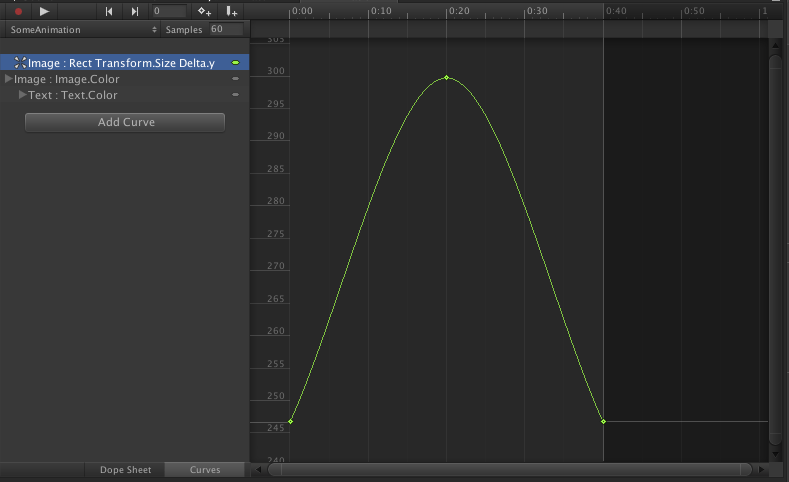 0 0:00 0:10 0:20 0:30 0:40 0:50 1
SomeAnimation Samples 60
305
Image : Rect Transform.Size Delta.y
300
Image : Image.Color
Text : Text.Color
295
Add Curve
290
285
280
275
270
265
260
255
250
245
240
Dope Sheet Curves